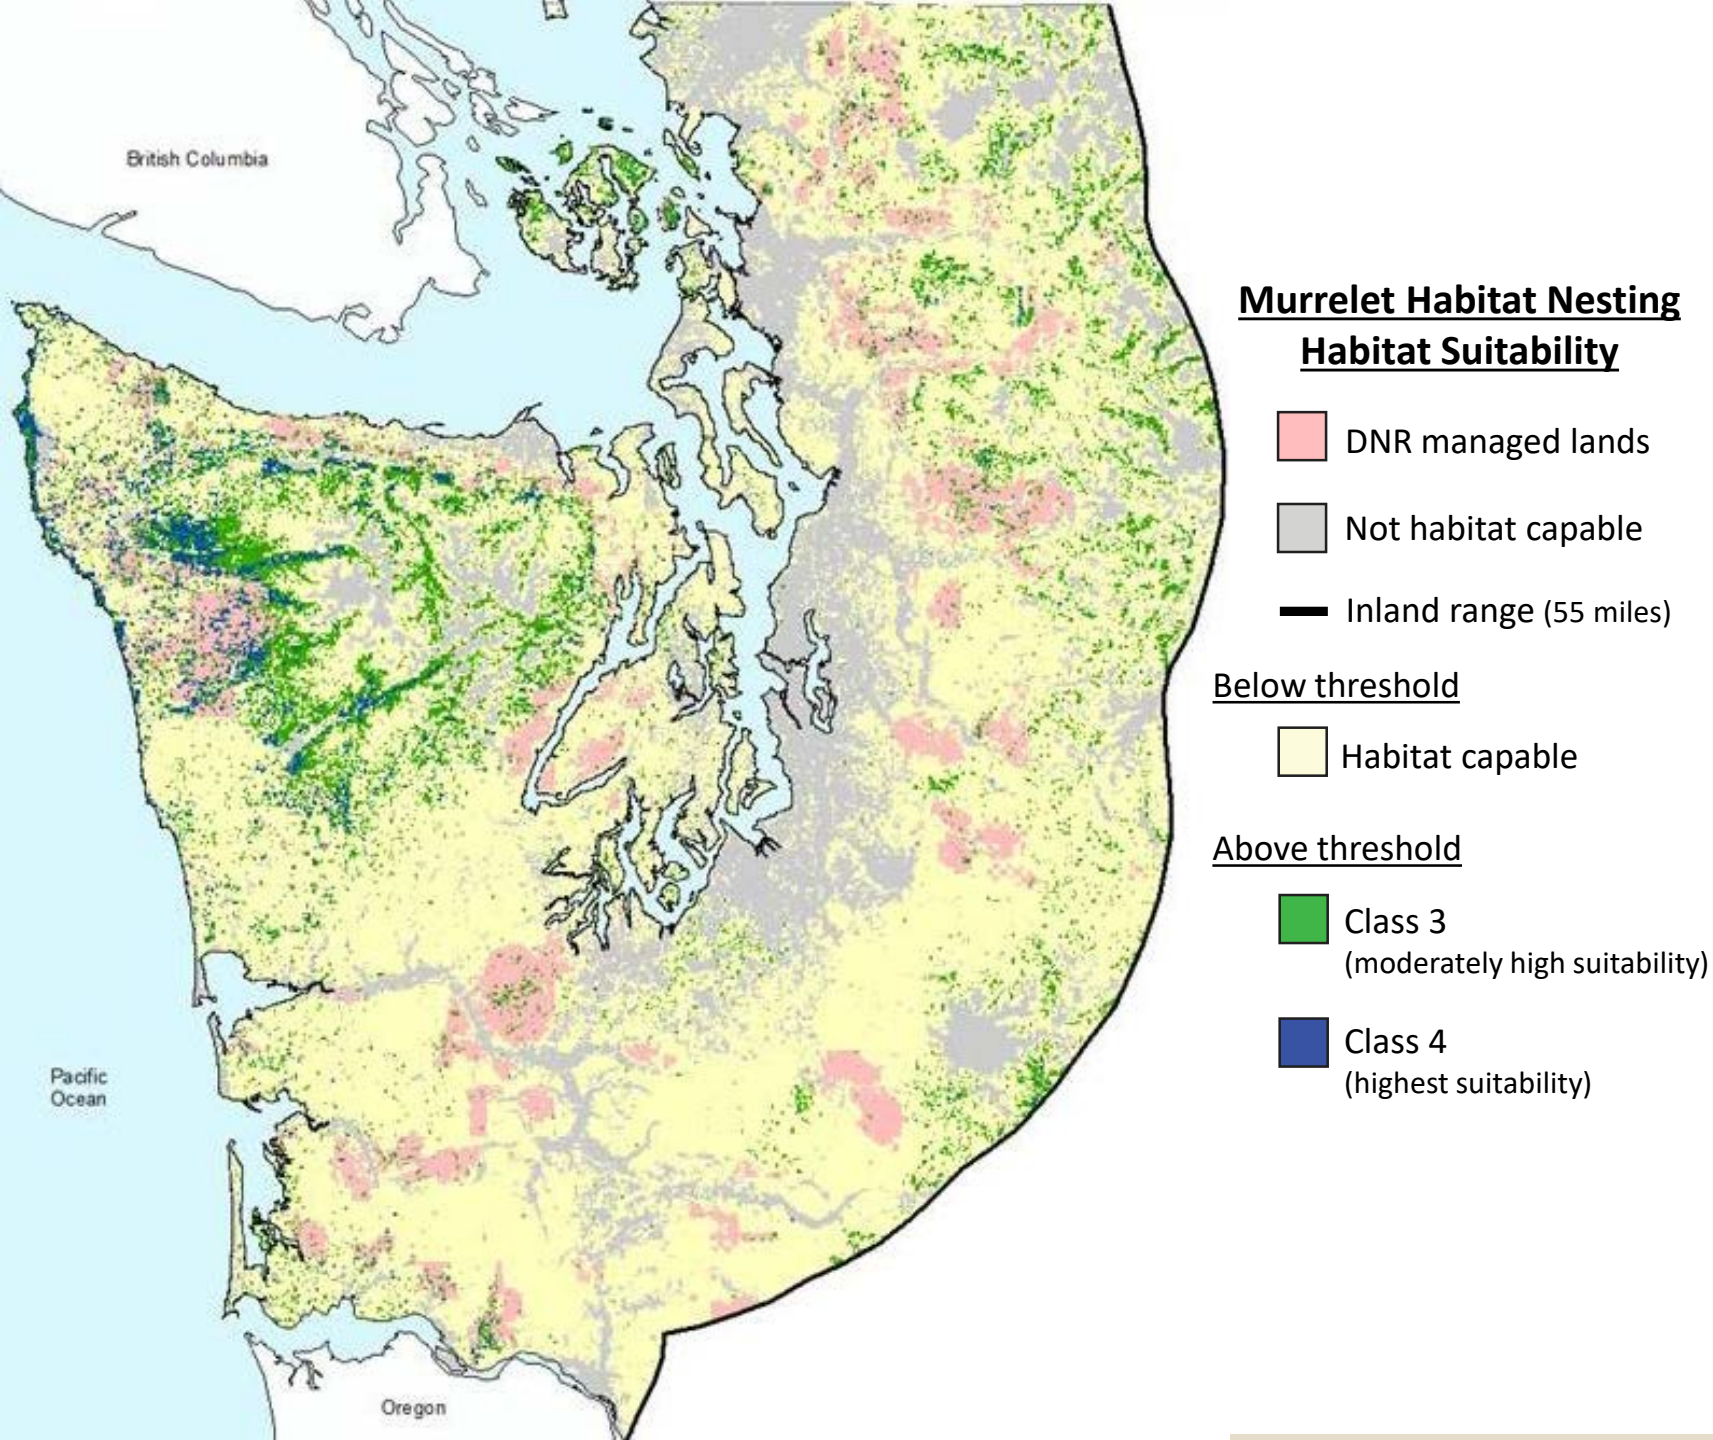 British Columbia
Pacific
Ocean
Oregon
Murrelet Habitat Nesting
Habitat Suitability
DNR managed lands
Not habitat capable
Inland range (55 miles)
Below threshold
Habitat capable
Above threshold
Class 3
(moderately high suitability)
Class 4
(highest suitability)